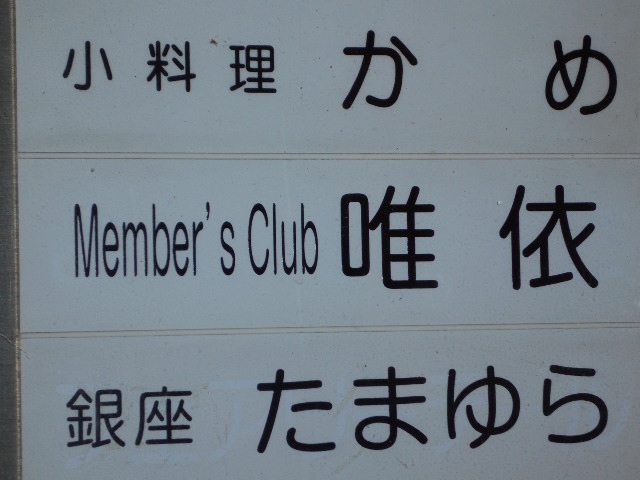 小料理 かめ
Member's Club 唯依
銀座 たまゆら